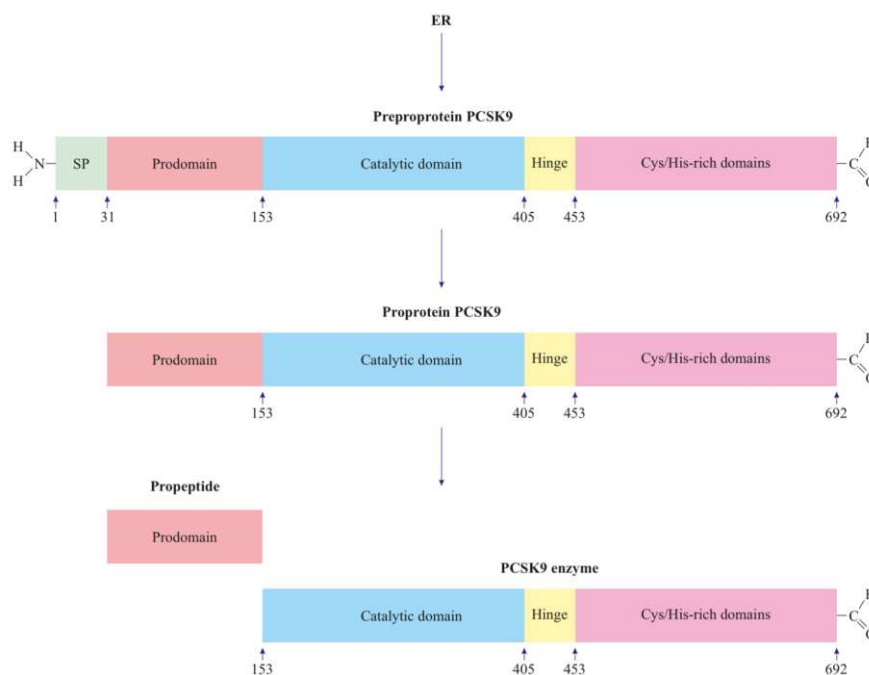 ER
Preproprotein PCSK9
H
N
H
SP
Prodomain
Catalytic domain
Hinge
Cys/His-rich domains
C
1
31
153
405
453
692
Proprotein PCSK9
Prodomain
Catalytic domain
Hinge
Cys/His-rich domains
C
153
405
453
692
Propeptide
Prodomain
PCSK9 enzyme
Catalytic domain
Hinge
Cys/His-rich domains
C
153
405
453
692